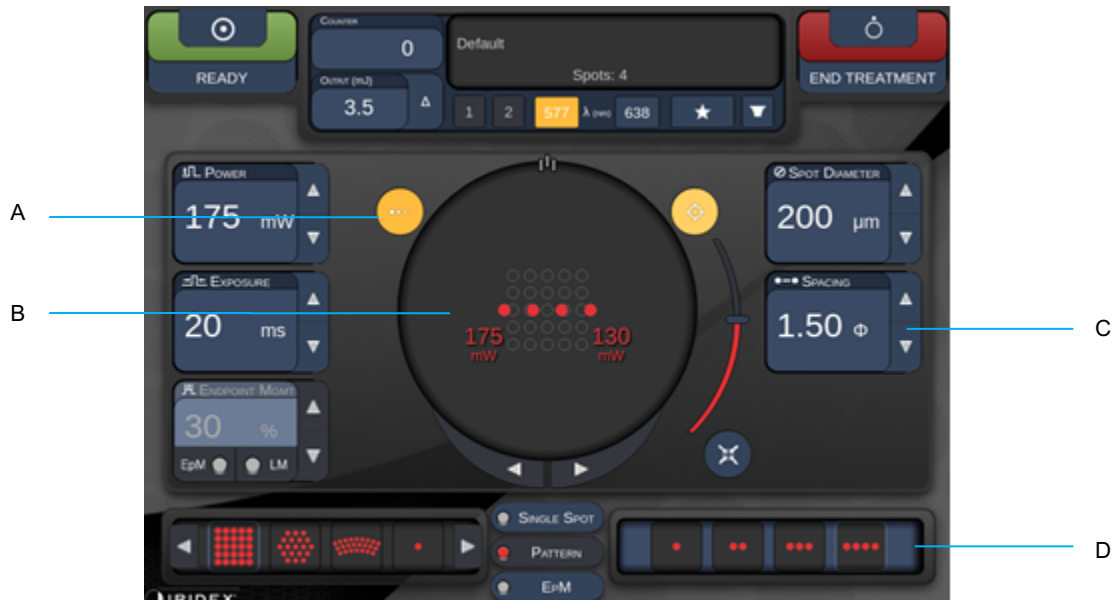 COUNTER
0
Default
Spots: 4
READY
END TREATMENT
OUTPUT (mJ)
3.5
Δ
1 2 577 λ (nm) 638
POWER
175 mW
SPOT DIAMETER
200 µm
A
EXPOSURE
20 ms
SPACING
1.50 Φ
B
C
175 mW
130 mW
ENDPOINT MGMT
30 %
EpM LM
SINGLE SPOT
PATTERN
EPM
D
IRIDEX